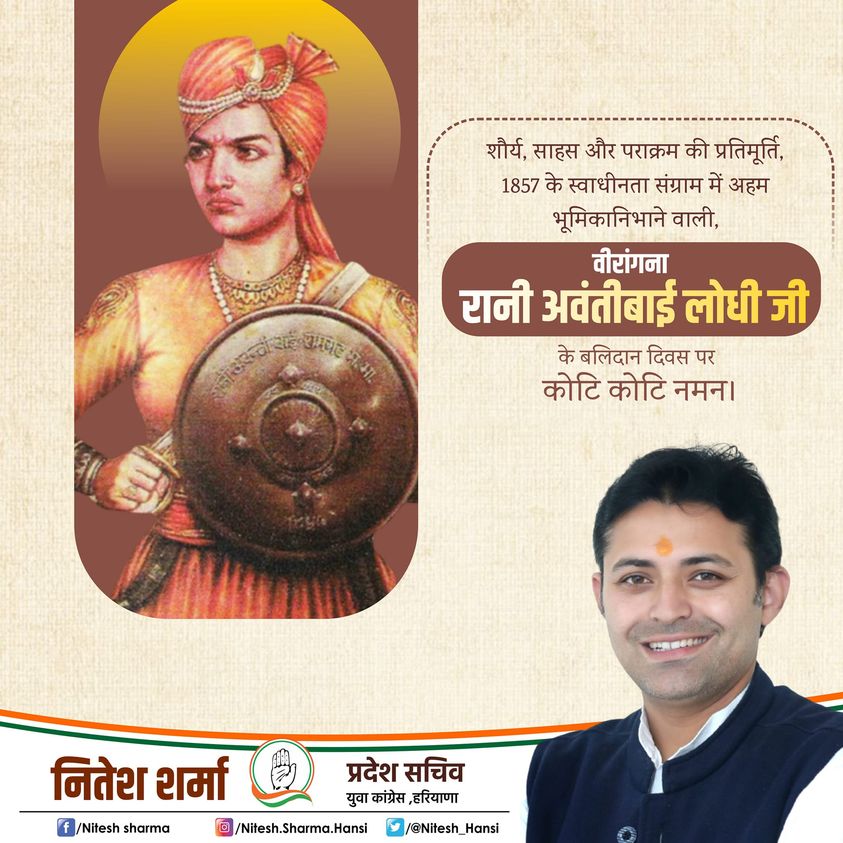 शौर्य, साहस और पराक्रम की प्रतिमूर्ति,
1857 के स्वाधीनता संग्राम में अहम
भूमिकानिभाने वाली,
वीरांगना
रानी अवंतीबाई लोधी जी
के बलिदान दिवस पर
कोटि कोटि नमन।
नितेश शर्मा
प्रदेश सचिव
युवा कांग्रेस ,हरियाणा
/Nitesh sharma
/Nitesh.Sharma.Hansi
/@Nitesh_Hansi